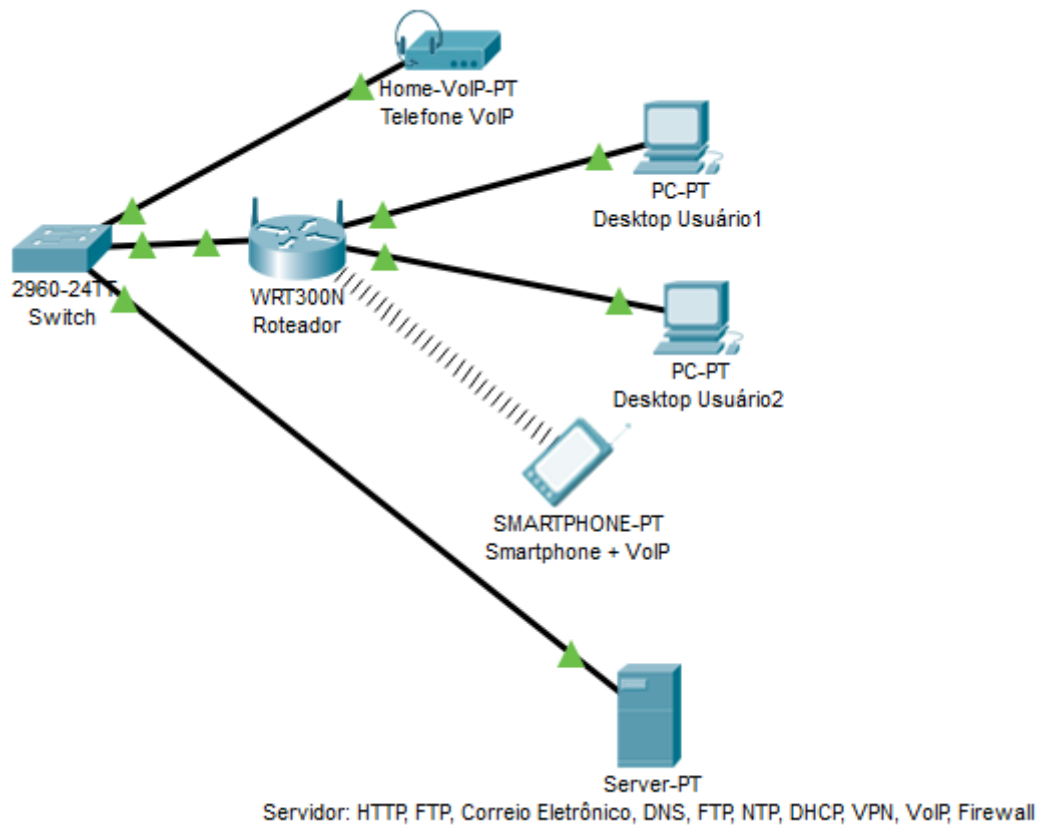 Home-VoIP-PT
Telefone VoIP
PC-PT
Desktop Usuário1
2960-24TT
Switch
WRT300N
Roteador
PC-PT
Desktop Usuário2
SMARTPHONE-PT
Smartphone + VoIP
Server-PT
Servidor: HTTP, FTP, Correio Eletrônico, DNS, FTP, NTP, DHCP, VPN, VoIP, Firewall